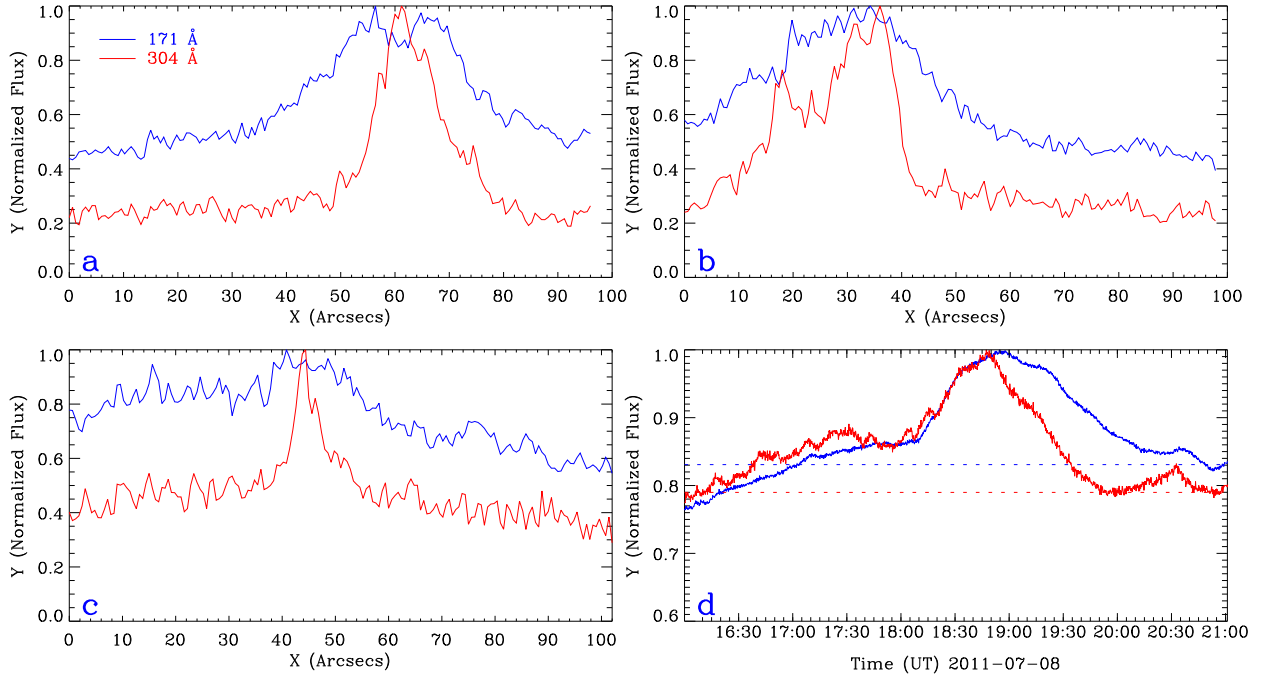 171 Å
304 Å
1.0
0.8
0.6
0.4
0.2
0.0
Y (Normalized Flux)
a
0 10 20 30 40 50 60 70 80 90 100
X (Arcsecs)
1.0
0.8
0.6
0.4
0.2
0.0
Y (Normalized Flux)
b
0 10 20 30 40 50 60 70 80 90 100
X (Arcsecs)
1.0
0.8
0.6
0.4
0.2
0.0
Y (Normalized Flux)
c
0 10 20 30 40 50 60 70 80 90 100
X (Arcsecs)
1.0
0.9
0.8
0.7
0.6
Y (Normalized Flux)
d
16:30 17:00 17:30 18:00 18:30 19:00 19:30 20:00 20:30 21:00
Time (UT) 2011-07-08